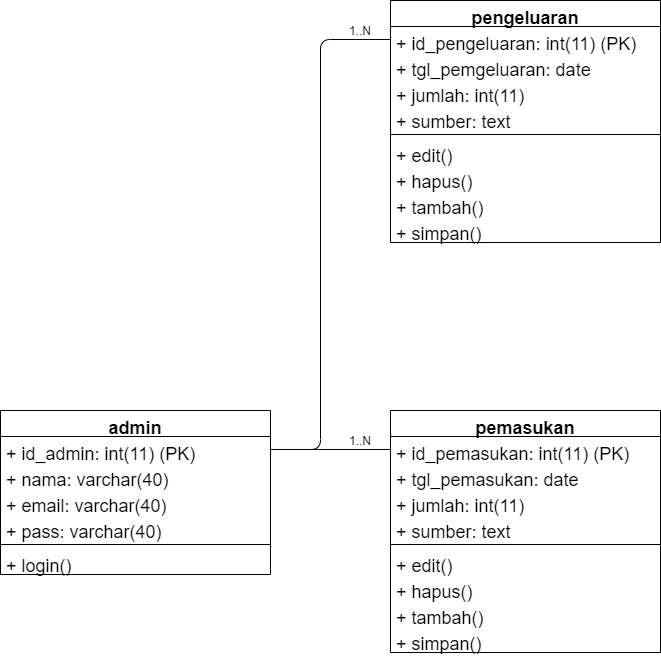 1..N
pengeluaran
+ id_pengeluaran: int(11) (PK)
+ tgl_pemgeluaran: date
+ jumlah: int(11)
+ sumber: text
+ edit()
+ hapus()
+ tambah()
+ simpan()
admin
+ id_admin: int(11) (PK)
+ nama: varchar(40)
+ email: varchar(40)
+ pass: varchar(40)
+ login()
1..N
pemasukan
+ id_pemasukan: int(11) (PK)
+ tgl_pemasukan: date
+ jumlah: int(11)
+ sumber: text
+ edit()
+ hapus()
+ tambah()
+ simpan()